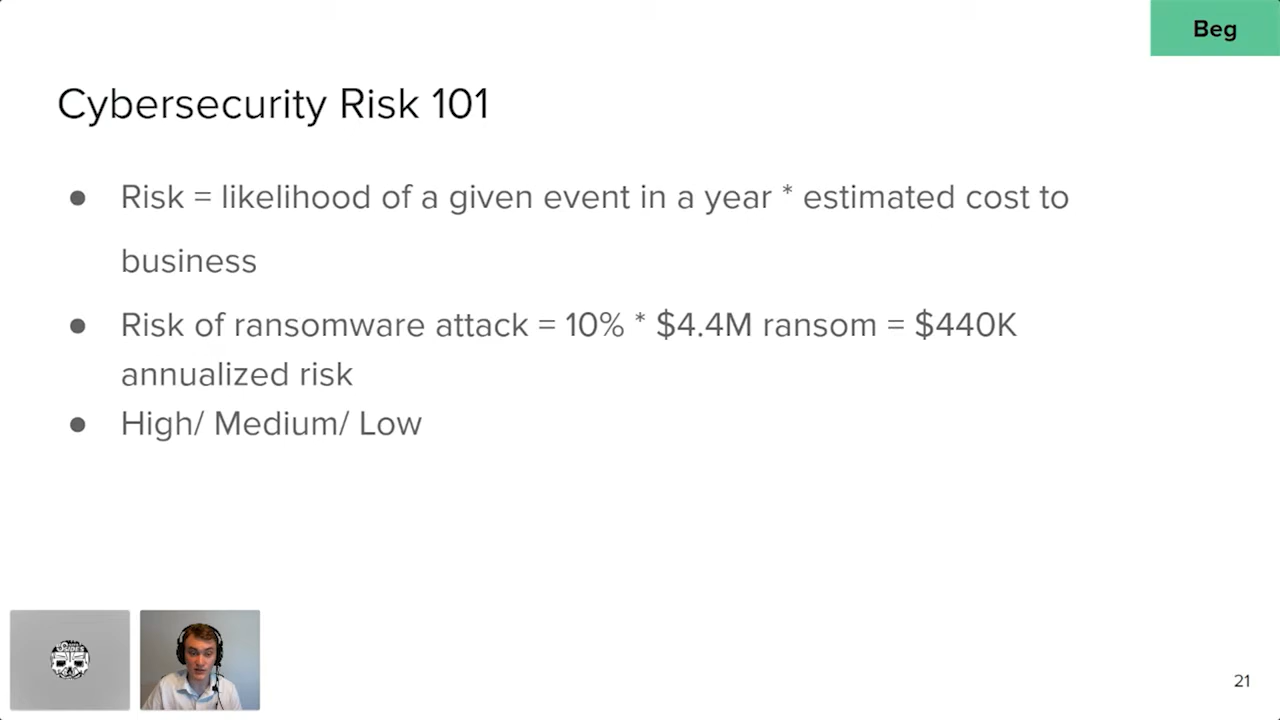 Beg
Cybersecurity Risk 101
● Risk = likelihood of a given event in a year * estimated cost to
business
● Risk of ransomware attack = 10% * $4.4M ransom = $440K
annualized risk
● High/ Medium/ Low
SIDES
21